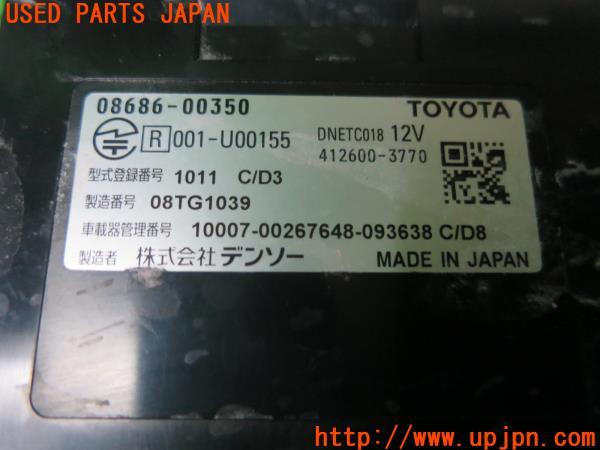 USED PARTS JAPAN
08686-00350
TOYOTA
R 001-U00155
DNETC018 12V
412600-3770
型式登録番号 1011 C/D3
製造番号 08TG1039
車載器管理番号 10007-00267648-093638 C/D8
製造者 株式会社デンソー
MADE IN JAPAN
http://www.upjpn.com/